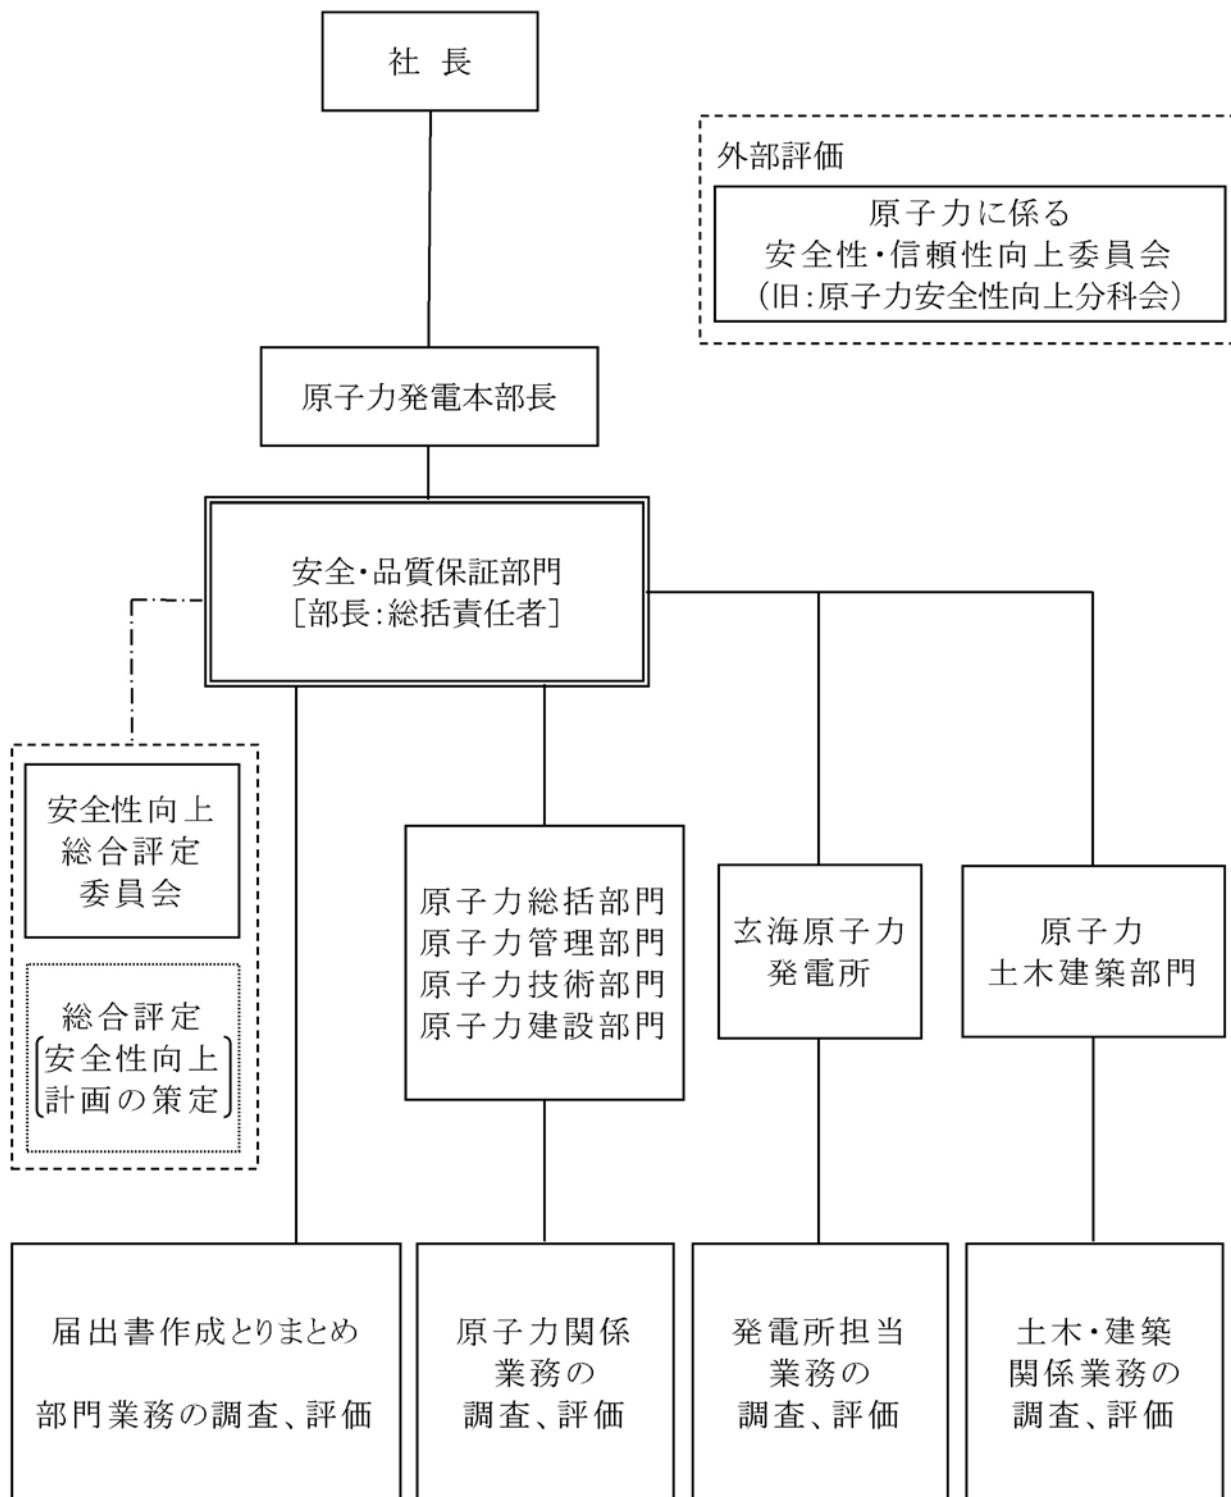 社 長
外部評価
原子力に係る
安全性・信頼性向上委員会
（旧：原子力安全性向上分科会）
原子力発電本部長
安全・品質保証部門
［部長：総括責任者］
安全性向上
総合評定
委員会
総合評定
安全性向上
計画の策定
原子力総括部門
原子力管理部門
原子力技術部門
原子力建設部門
玄海原子力
発電所
原子力
土木建築部門
届出書作成とりまとめ
部門業務の調査、評価
原子力関係
業務の
調査、評価
発電所担当
業務の
調査、評価
土木・建築
関係業務の
調査、評価